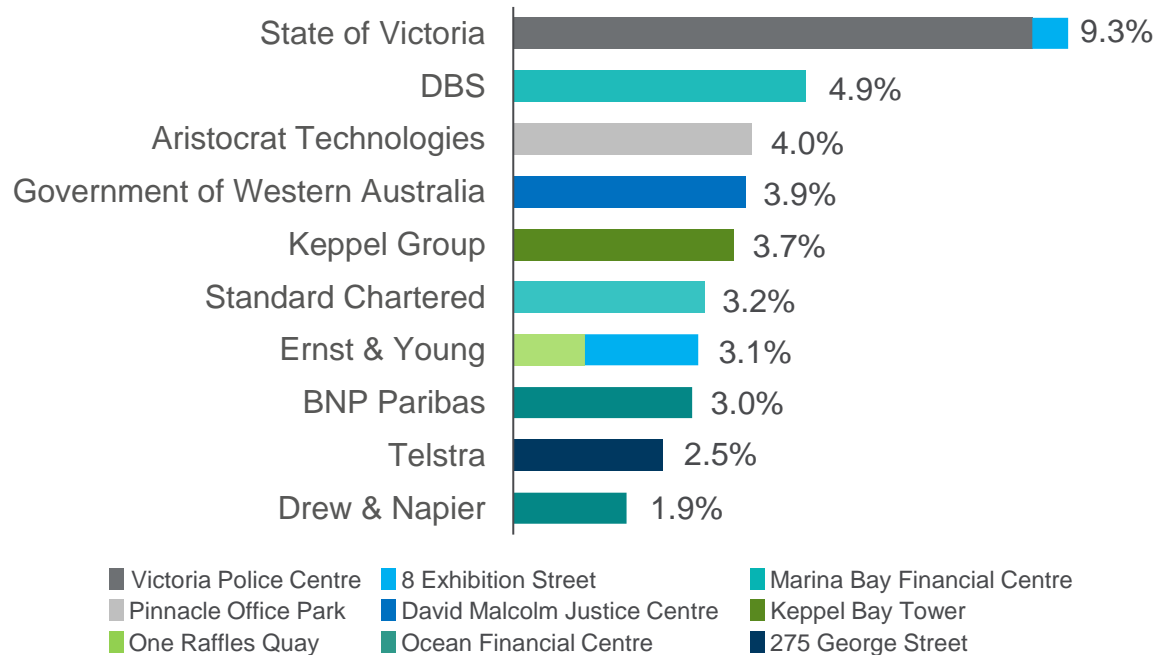 State of Victoria 9.3%
DBS 4.9%
Aristocrat Technologies 4.0%
Government of Western Australia 3.9%
Keppel Group 3.7%
Standard Chartered 3.2%
Ernst & Young 3.1%
BNP Paribas 3.0%
Telstra 2.5%
Drew & Napier 1.9%
Victoria Police Centre 8 Exhibition Street Marina Bay Financial Centre
Pinnacle Office Park David Malcolm Justice Centre Keppel Bay Tower
One Raffles Quay Ocean Financial Centre 275 George Street